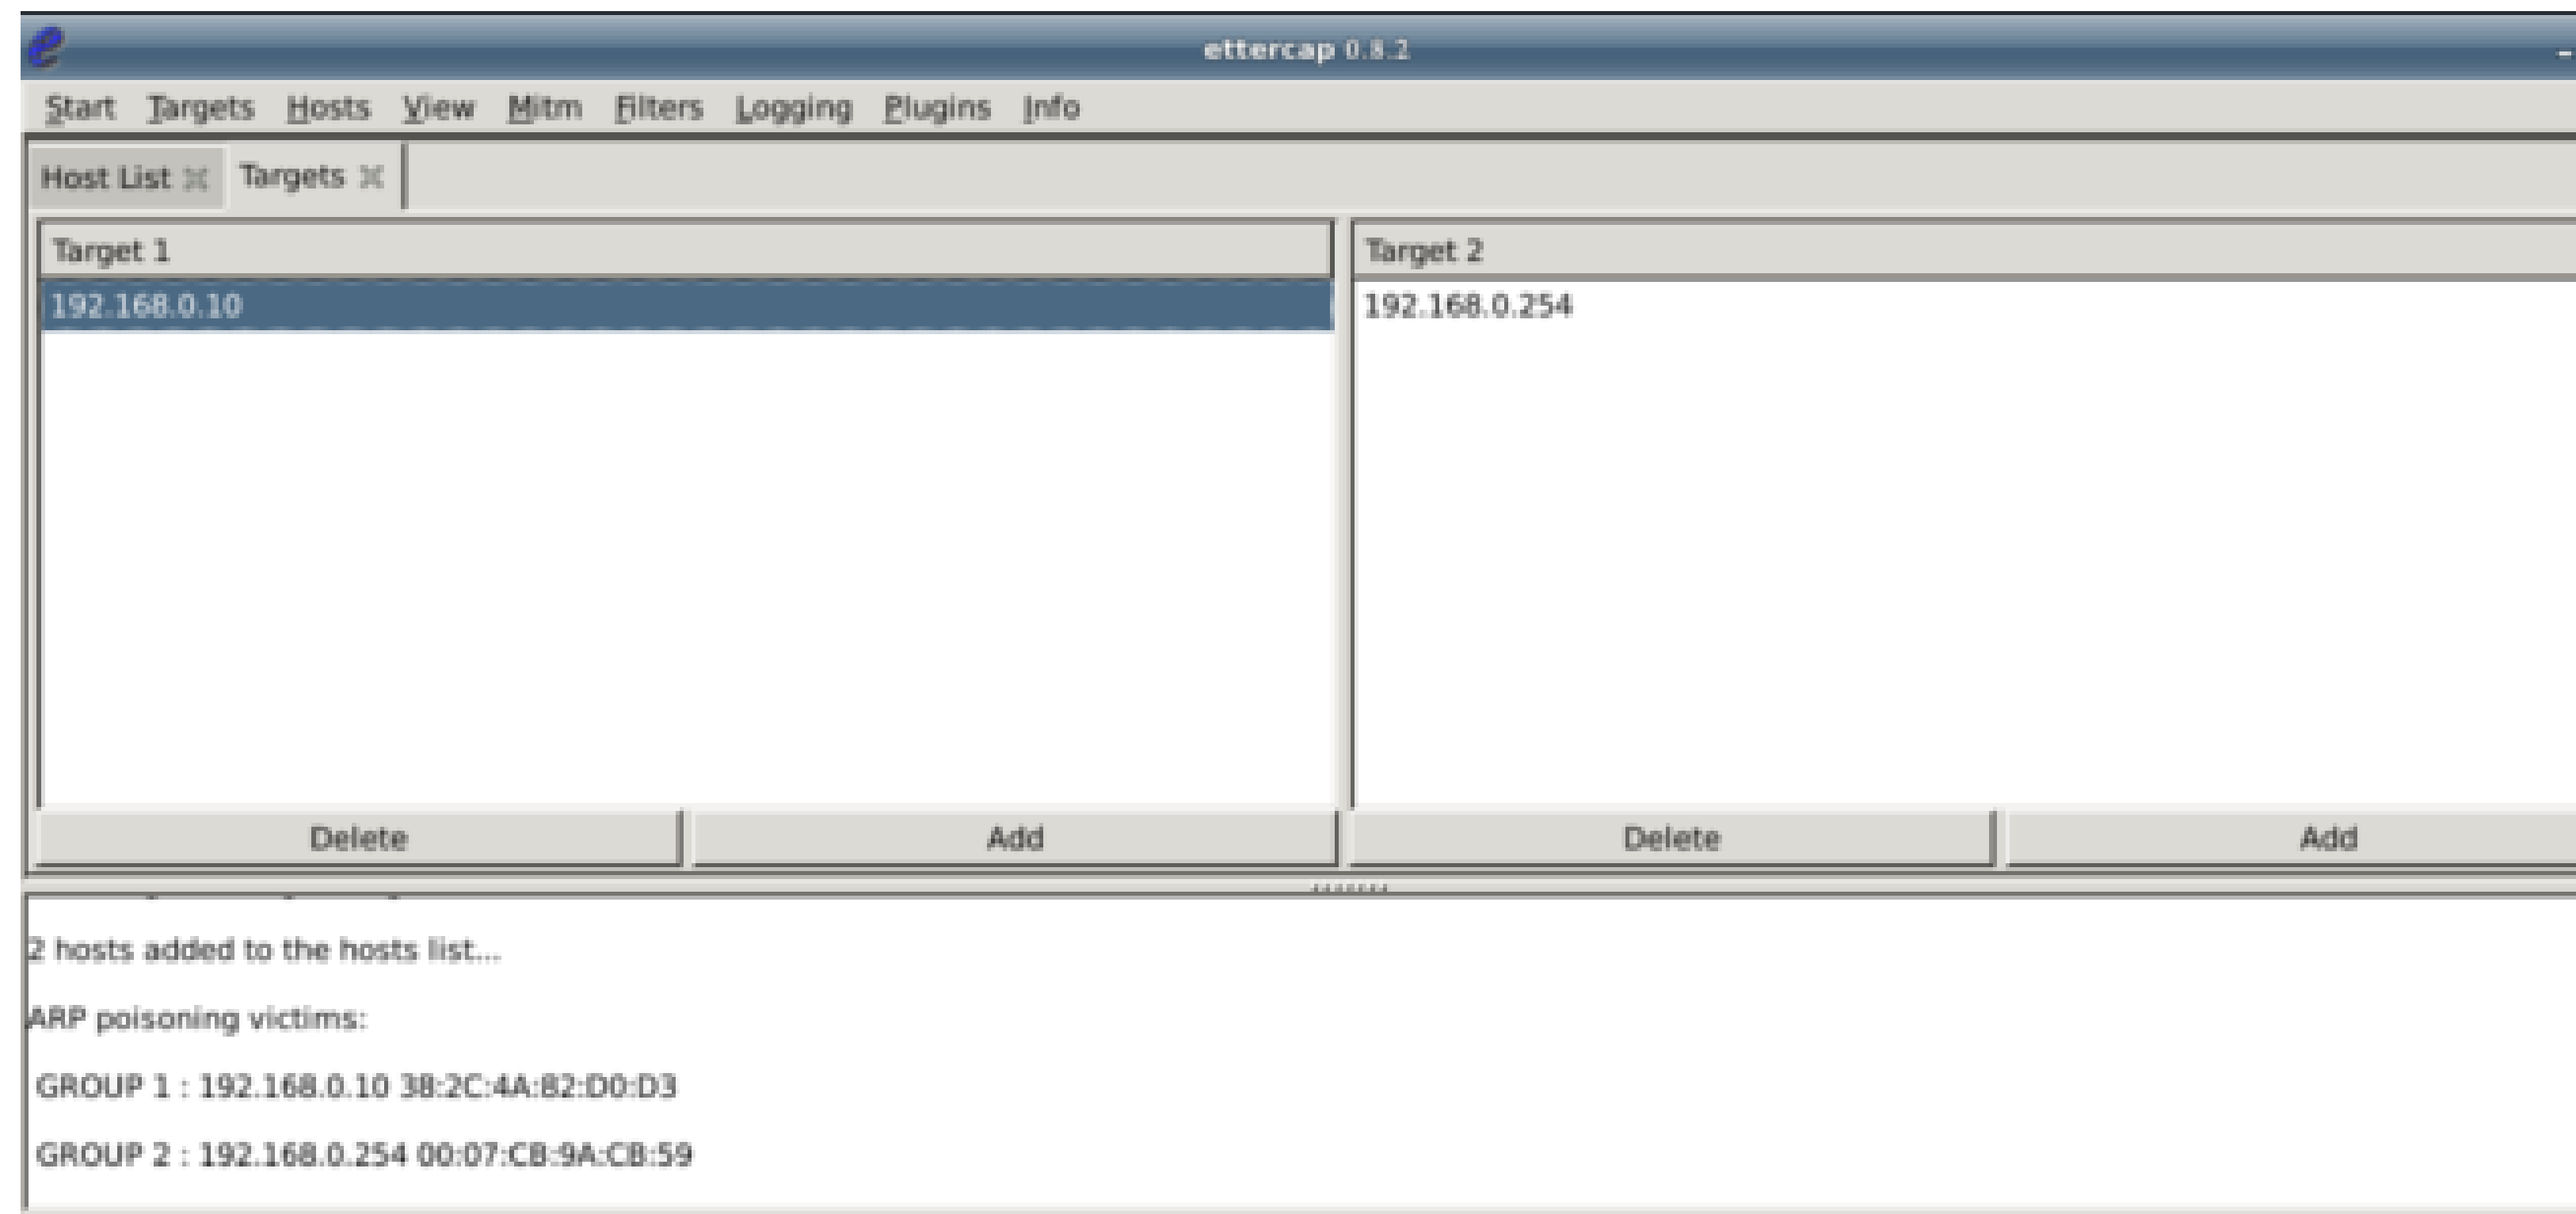 ettercap 0.8.2
Start Targets Hosts View Mitm Filters Logging Plugins Info
Host List Targets
Target 1 Target 2
192.168.0.10 192.168.0.254
Delete Add Delete Add
2 hosts added to the hosts list...
ARP poisoning victims:
GROUP 1 : 192.168.0.10 38:2C:4A:B2:D0:D3
GROUP 2 : 192.168.0.254 00:07:CB:9A:CB:59